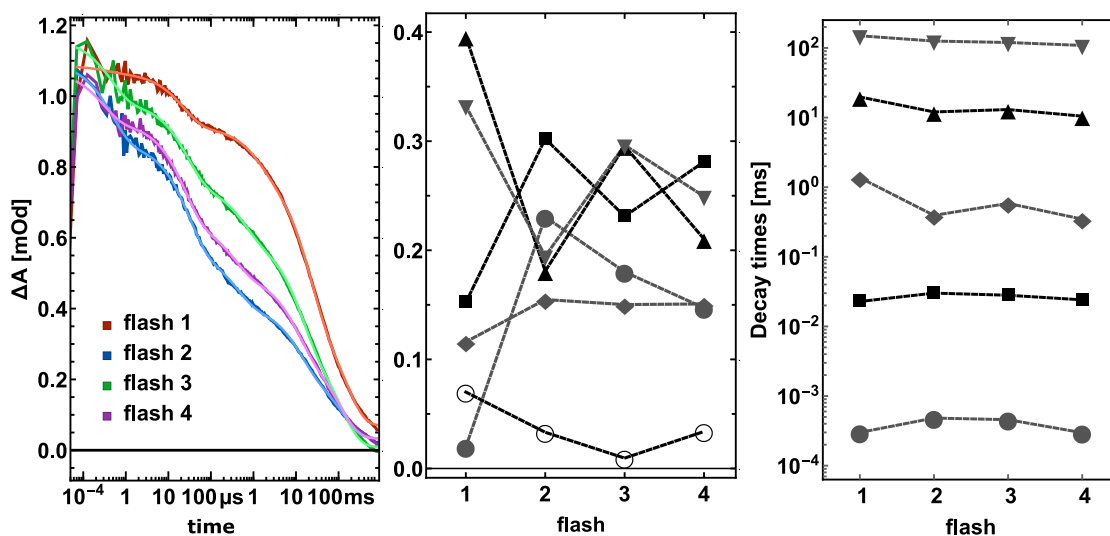 ΔA [mOd]
1.2
1.0
0.8
0.6
0.4
0.2
0.0
flash 1
flash 2
flash 3
flash 4
10⁻⁴ 1 10 100 µs 1 10 100ms
time
0.4
0.3
0.2
0.1
0.0
1 2 3 4
flash
Decay times [ms]
10²
10¹
10⁰
10⁻¹
10⁻²
10⁻³
10⁻⁴
1 2 3 4
flash